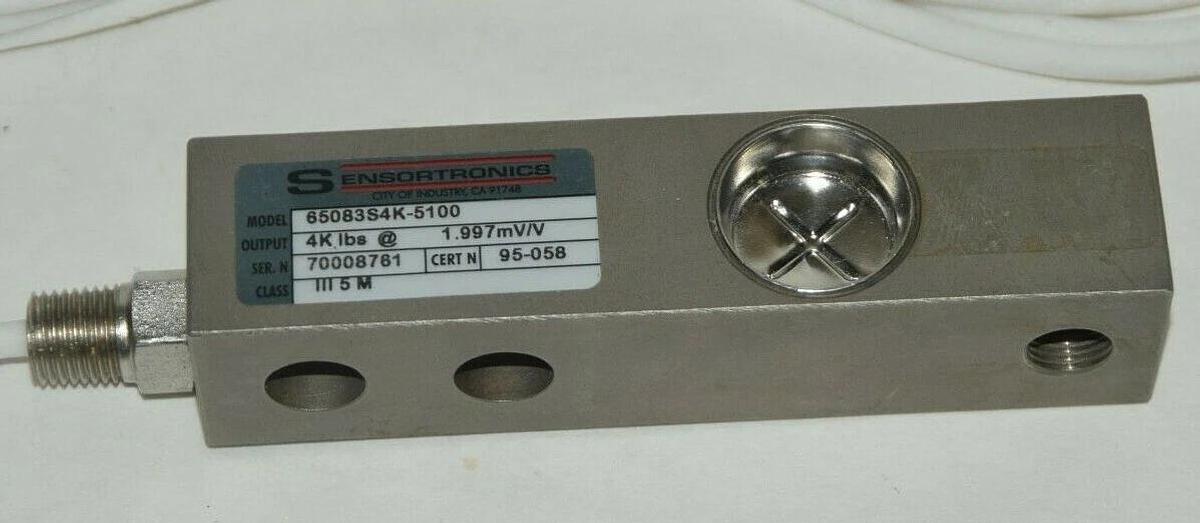 SENSORTRONICS
CITY OF INDUSTRY, CA 91748
MODEL 65083S4K-5100
OUTPUT 4K lbs @ 1.997mV/V
SER. N 70008761 CERT N 95-058
CLASS III 5 M